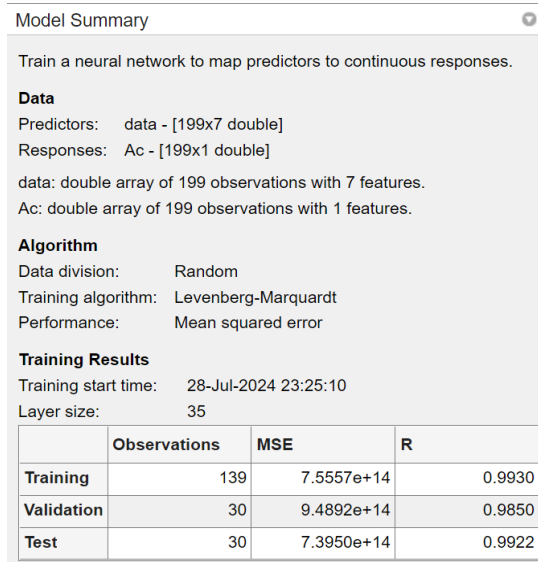 Model Summary
Train a neural network to map predictors to continuous responses.
Data
Predictors: data - [199x7 double]
Responses: Ac - [199x1 double]
data: double array of 199 observations with 7 features.
Ac: double array of 199 observations with 1 features.
Algorithm
Data division: Random
Training algorithm: Levenberg-Marquardt
Performance: Mean squared error
Training Results
Training start time: 28-Jul-2024 23:25:10
Layer size: 35
Observations MSE R
Training 139 7.5557e+14 0.9930
Validation 30 9.4892e+14 0.9850
Test 30 7.3950e+14 0.9922